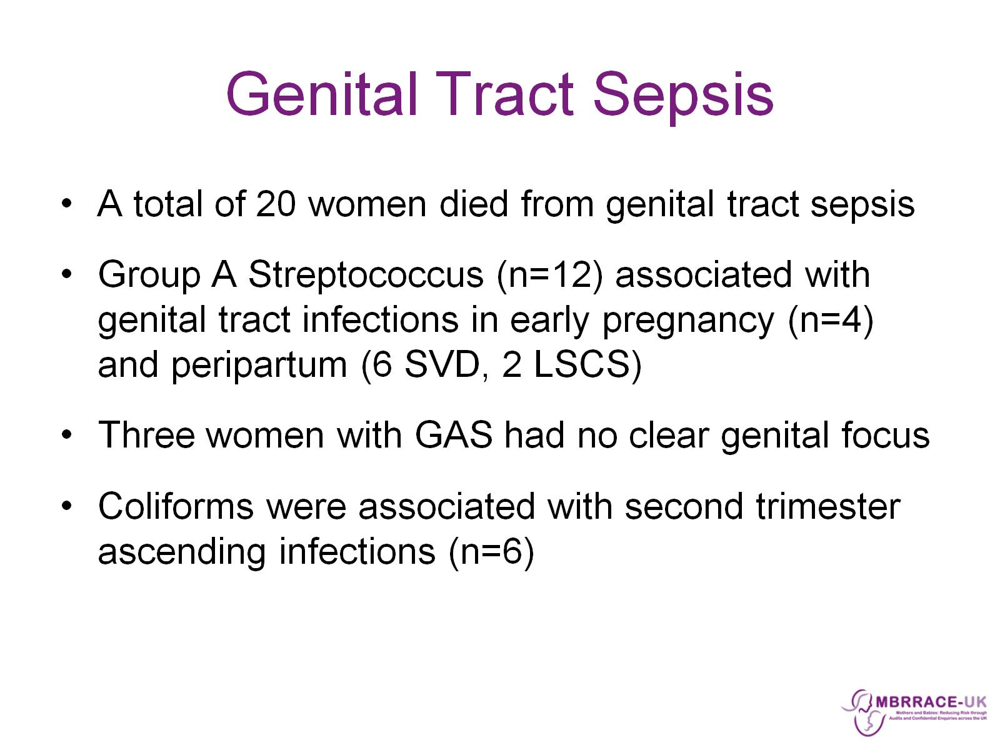 Genital Tract Sepsis
• A total of 20 women died from genital tract sepsis
• Group A Streptococcus (n=12) associated with
genital tract infections in early pregnancy (n=4)
and peripartum (6 SVD, 2 LSCS)
• Three women with GAS had no clear genital focus
• Coliforms were associated with second trimester
ascending infections (n=6)
MBRRACE-UK
Mothers and Babies: Reducing Risk through
Audits and Confidential Enquiries across the UK